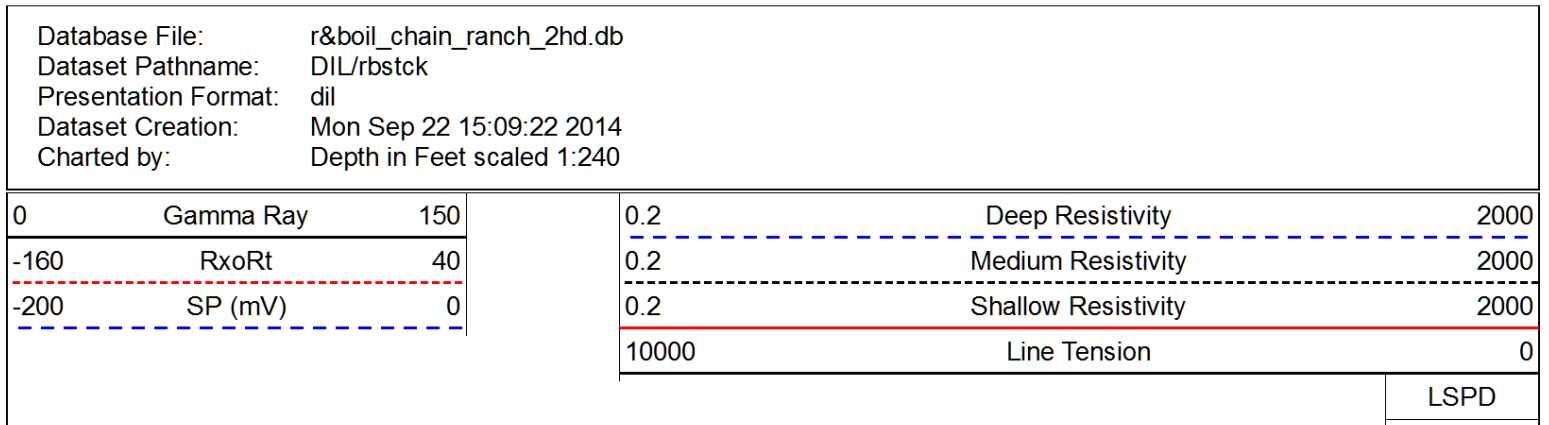 Database File: r&boil_chain_ranch_2hd.db
Dataset Pathname: DIL/rbstck
Presentation Format: dil
Dataset Creation: Mon Sep 22 15:09:22 2014
Charted by: Depth in Feet scaled 1:240
0 Gamma Ray 150 0.2 Deep Resistivity 2000
-160 RxoRt 40 0.2 Medium Resistivity 2000
-200 SP (mV) 0 0.2 Shallow Resistivity 2000
10000 Line Tension 0
LSPD